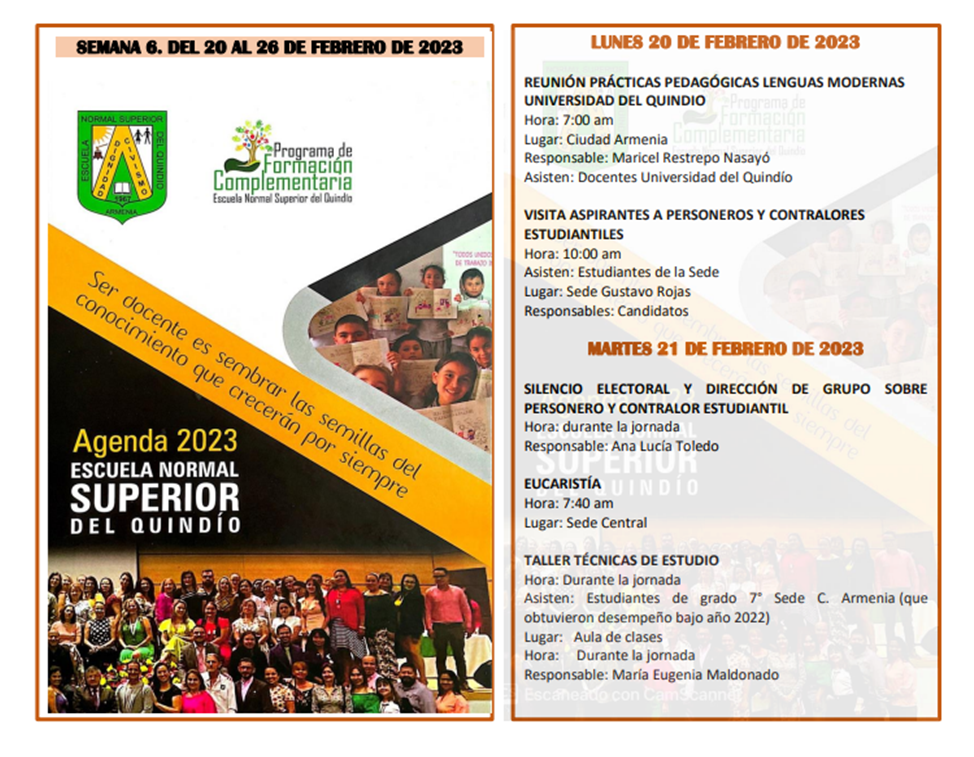 SEMANA 6. DEL 20 AL 26 DE FEBRERO DE 2023
NORMAL SUPERIOR
ESCUELA
DEL QUINDIO
DIGNIDAD
CIVISMO
ARMENIA
Programa de
Formación
Complementaria
Escuela Normal Superior del Quindío
"TODOS UNIDOS
DE TRABAJO
Ser docente es sembrar las semillas del
conocimiento que crecerán por siempre
Agenda 2023
ESCUELA NORMAL
SUPERIOR
DEL QUINDÍO
LUNES 20 DE FEBRERO DE 2023
REUNIÓN PRÁCTICAS PEDAGÓGICAS LENGUAS MODERNAS
UNIVERSIDAD DEL QUINDIO
Hora: 7:00 am
Lugar: Ciudad Armenia
Responsable: Maricel Restrepo Nasayó
Asisten: Docentes Universidad del Quindío
VISITA ASPIRANTES A PERSONEROS Y CONTRALORES
ESTUDIANTILES
Hora: 10:00 am
Asisten: Estudiantes de la Sede
Lugar: Sede Gustavo Rojas
Responsables: Candidatos
MARTES 21 DE FEBRERO DE 2023
SILENCIO ELECTORAL Y DIRECCIÓN DE GRUPO SOBRE
PERSONERO Y CONTRALOR ESTUDIANTIL
Hora: durante la jornada
Responsable: Ana Lucía Toledo
EUCARISTÍA
Hora: 7:40 am
Lugar: Sede Central
TALLER TÉCNICAS DE ESTUDIO
Hora: Durante la jornada
Asisten: Estudiantes de grado 7° Sede C. Armenia (que
obtuvieron desempeño bajo año 2022)
Lugar: Aula de clases
Hora: Durante la jornada
Responsable: María Eugenia Maldonado
Escaneado con CamScanner